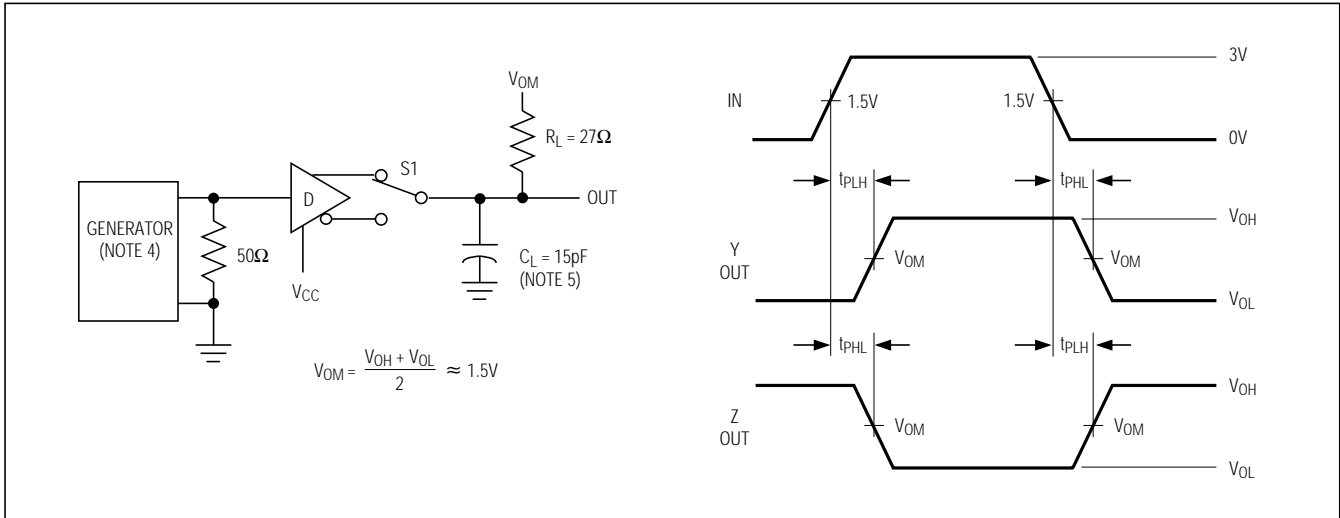 GENERATOR
(NOTE 4)
50Ω
D
VCC
S1
VOM
RL = 27Ω
OUT
CL = 15pF
(NOTE 5)
VOM = VOH + VOL / 2 ≈ 1.5V
IN
1.5V
1.5V
3V
0V
tPLH
tPHL
Y
OUT
VOM
VOM
VOH
VOL
tPHL
tPLH
Z
OUT
VOM
VOM
VOH
VOL